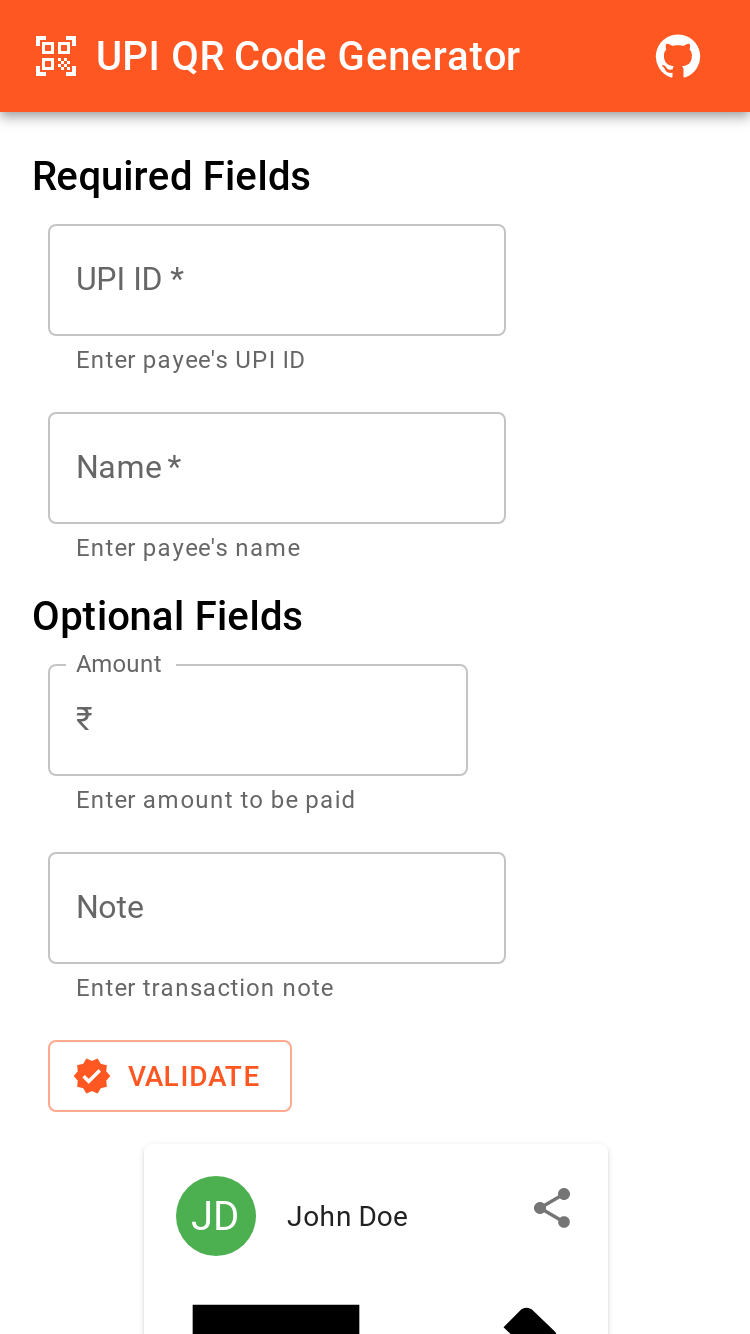 UPI QR Code Generator
Required Fields
UPI ID *
Enter payee's UPI ID
Name *
Enter payee's name
Optional Fields
Amount
₹
Enter amount to be paid
Note
Enter transaction note
VALIDATE
JD
John Doe